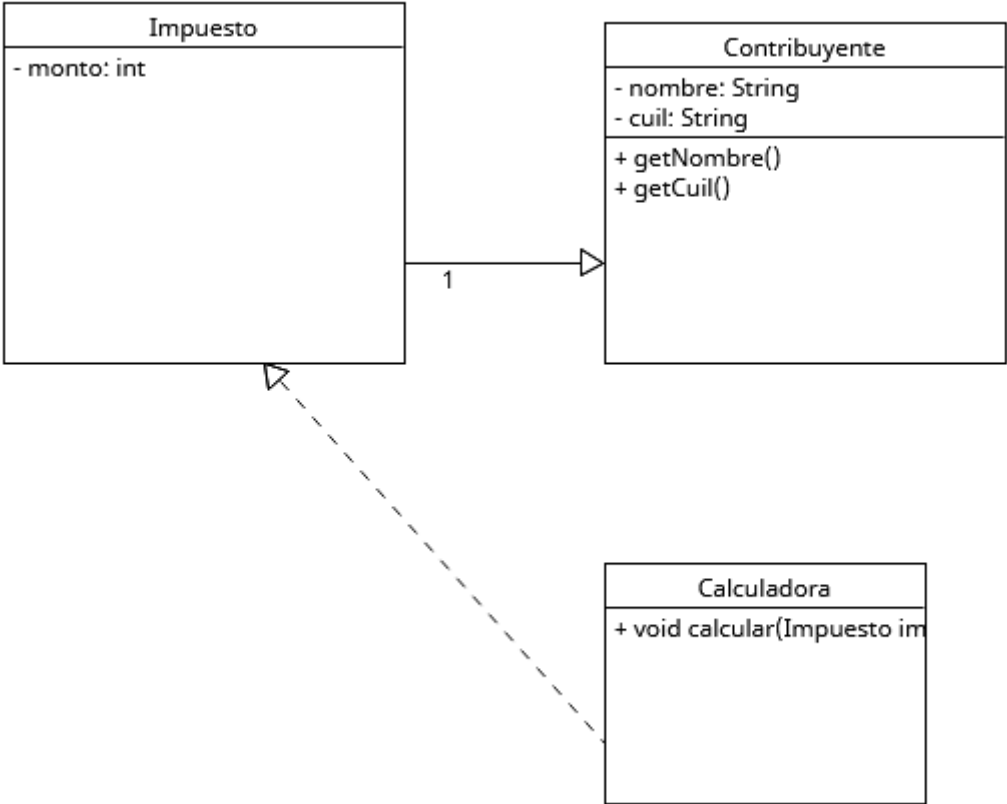 Impuesto
- monto: int
Contribuyente
- nombre: String
- cuil: String
+ getNombre()
+ getCuil()
1
Calculadora
+ void calcular(Impuesto im